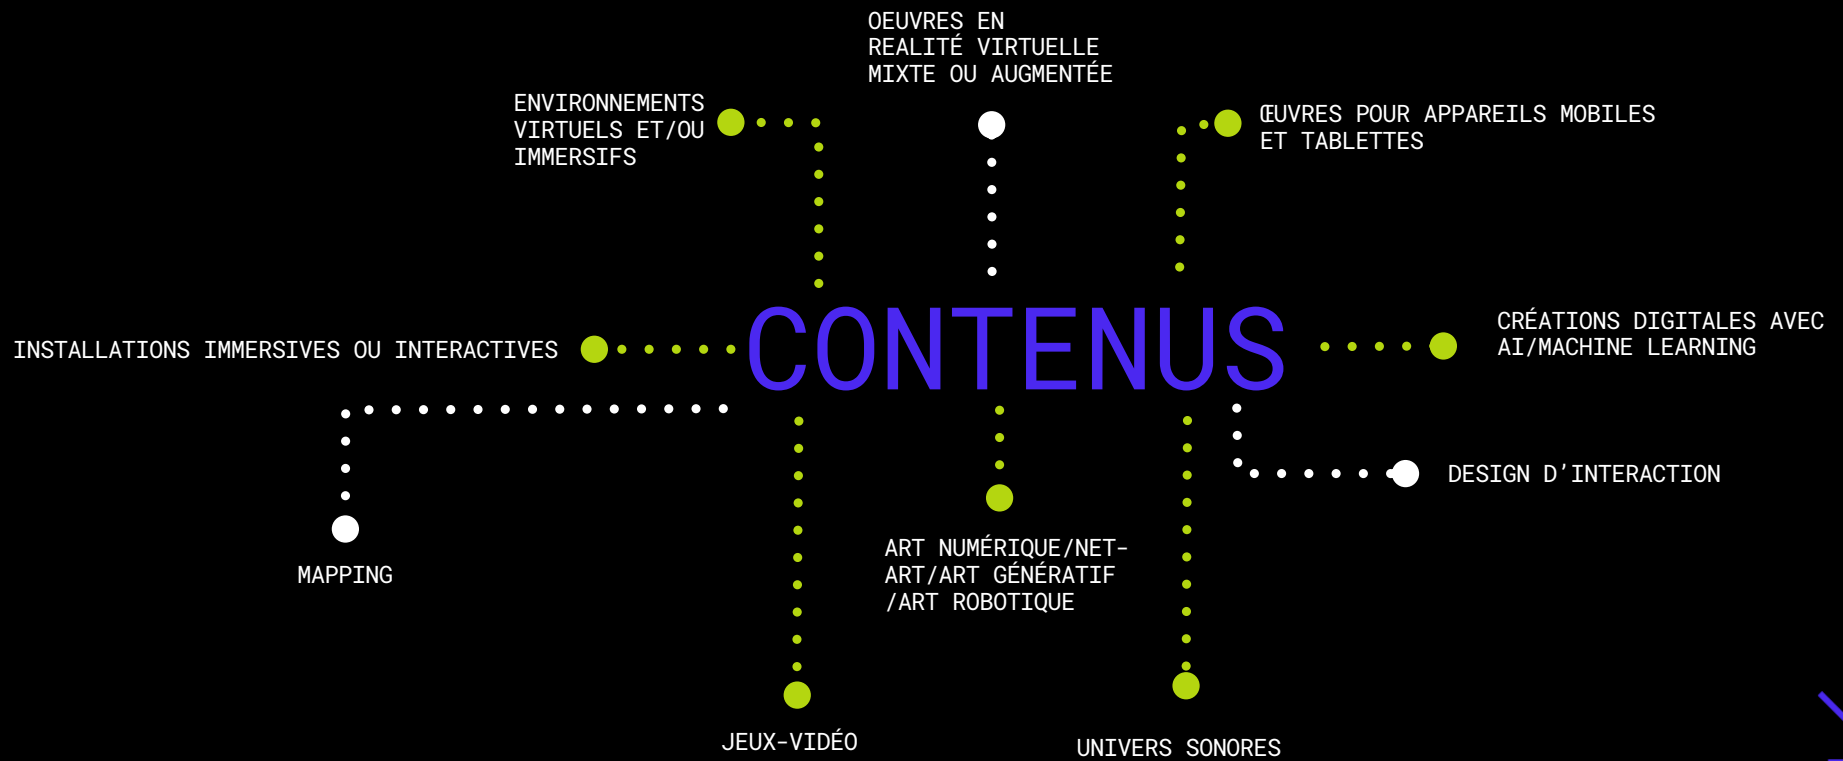 OEUVRES EN
REALITÉ VIRTUELLE
MIXTE OU AUGMENTÉE
ENVIRONNEMENTS
VIRTUELS ET/OU
IMMERSIFS
ŒUVRES POUR APPAREILS MOBILES
ET TABLETTES
INSTALLATIONS IMMERSIVES OU INTERACTIVES
CONTENUS
CRÉATIONS DIGITALES AVEC
AI/MACHINE LEARNING
DESIGN D'INTERACTION
MAPPING
ART NUMÉRIQUE/NET-
ART/ART GÉNÉRATIF
/ART ROBOTIQUE
JEUX-VIDÉO
UNIVERS SONORES